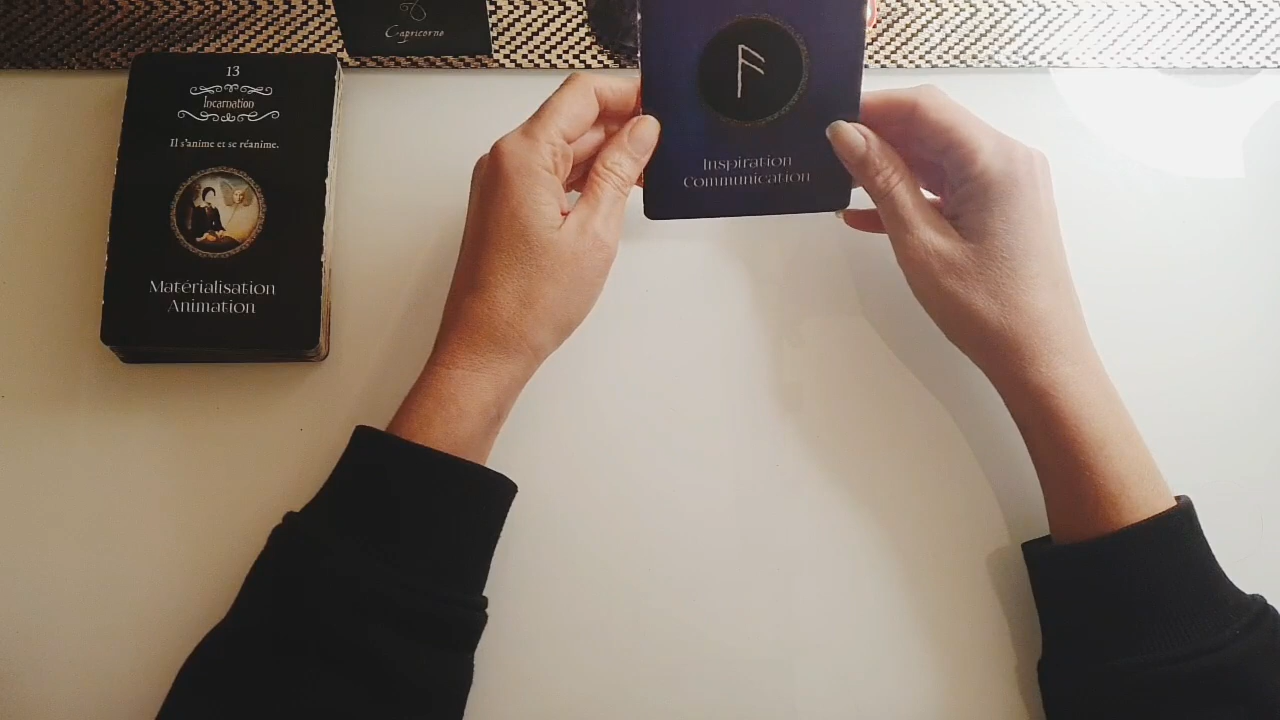 Capricorne
13
Incarnation
Il s'anime et se réanime.
Matérialisation
Animation
ᚨ
Inspiration
Communication